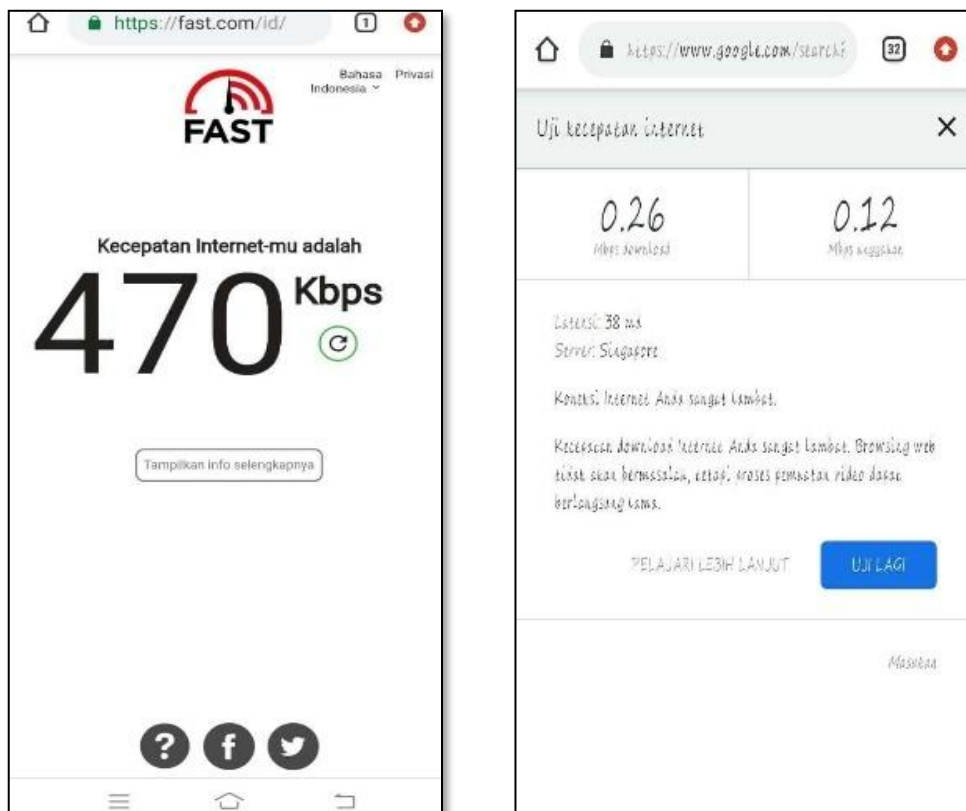 https://fast.com/id/
1
Bahasa Indonesia
Privasi
FAST
Kecepatan Internet-mu adalah
470 Kbps
Tampilkan info selengkapnya
?
f
https://www.google.com/search?
32
Uji kecepatan internet
0.26
Mbps download
0.12
Mbps unggahan
Latensi: 38 md
Server: Singapore
Koneksi Internet Anda sangat lambat.
Kecepatan download Internet Anda sangat lambat. Browsing web
tidak akan bermasalah, tetapi proses pemuatan video dapat
berlangsung lama.
PELAJARI LEBIH LANJUT
UJI LAGI
Masukan